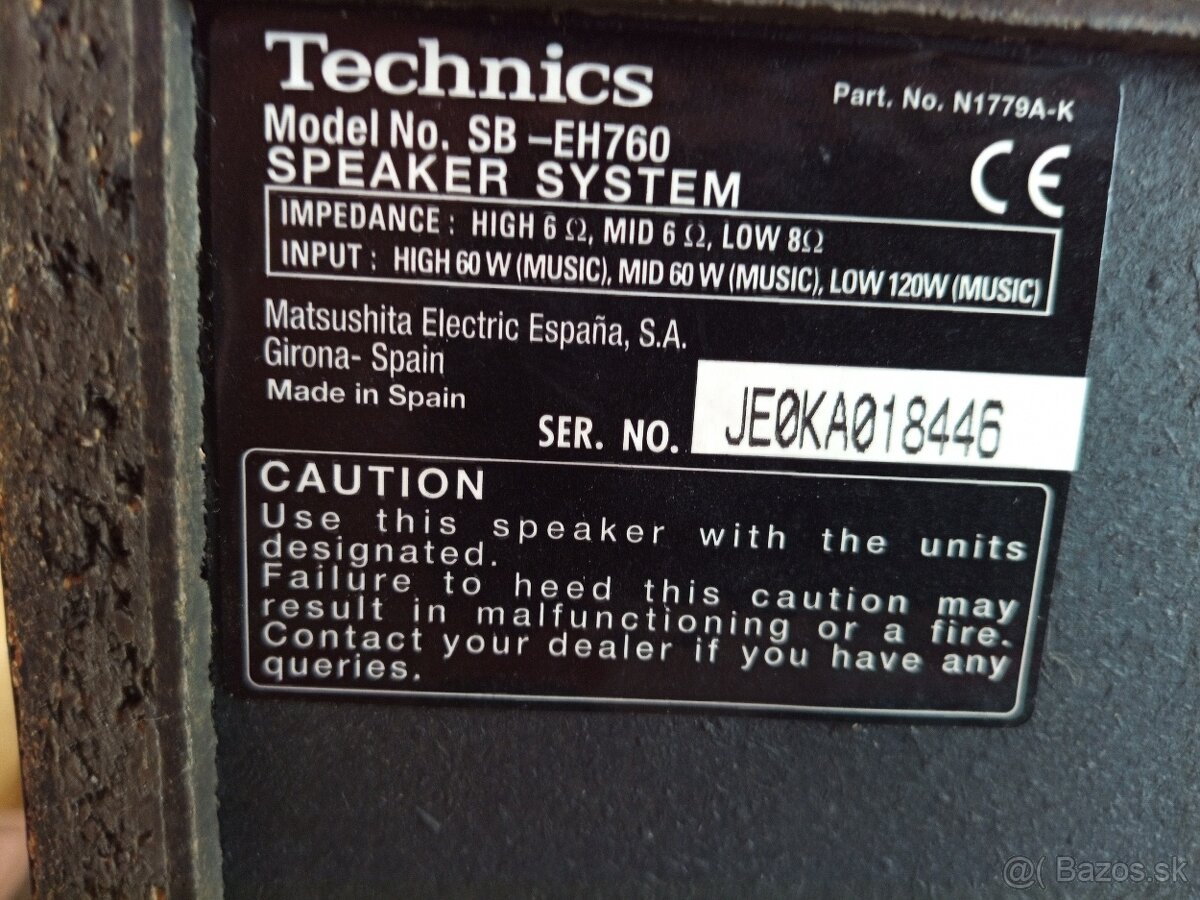 Technics
Part. No. N1779A-K
Model No. SB -EH760
SPEAKER SYSTEM
CE
IMPEDANCE : HIGH 6 Ω, MID 6 Ω, LOW 8Ω
INPUT : HIGH 60 W (MUSIC), MID 60 W (MUSIC), LOW 120W (MUSIC)
Matsushita Electric España, S.A.
Girona- Spain
Made in Spain
SER. NO. JE0KA018446
CAUTION
Use this speaker with the units
designated.
Failure to heed this caution may
result in malfunctioning or a fire.
Contact your dealer if you have any
queries.
@( Bazos.sk